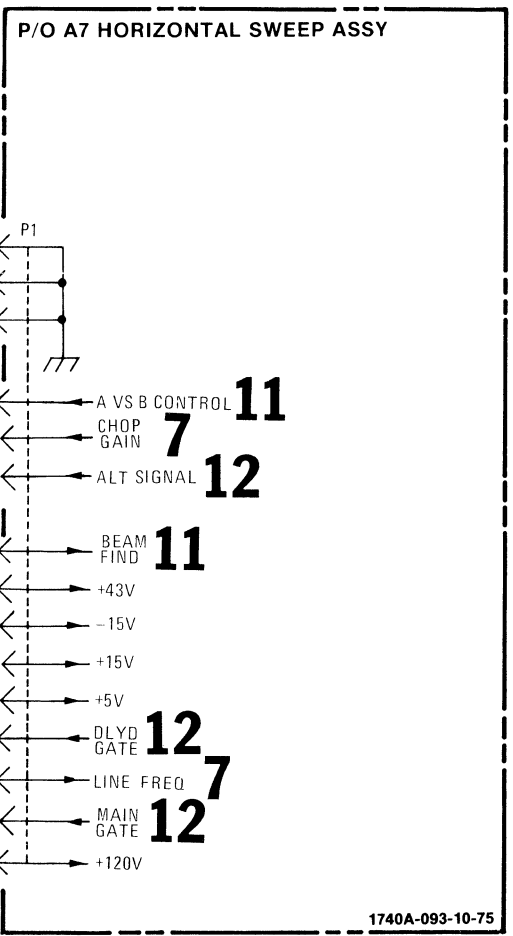 P/O A7 HORIZONTAL SWEEP ASSY
P1
A VS B CONTROL 11
CHOP
GAIN 7
ALT SIGNAL 12
BEAM
FIND 11
+43V
-15V
+15V
+5V
DLYD
GATE 12
LINE FREQ 7
MAIN
GATE 12
+120V
1740A-093-10-75